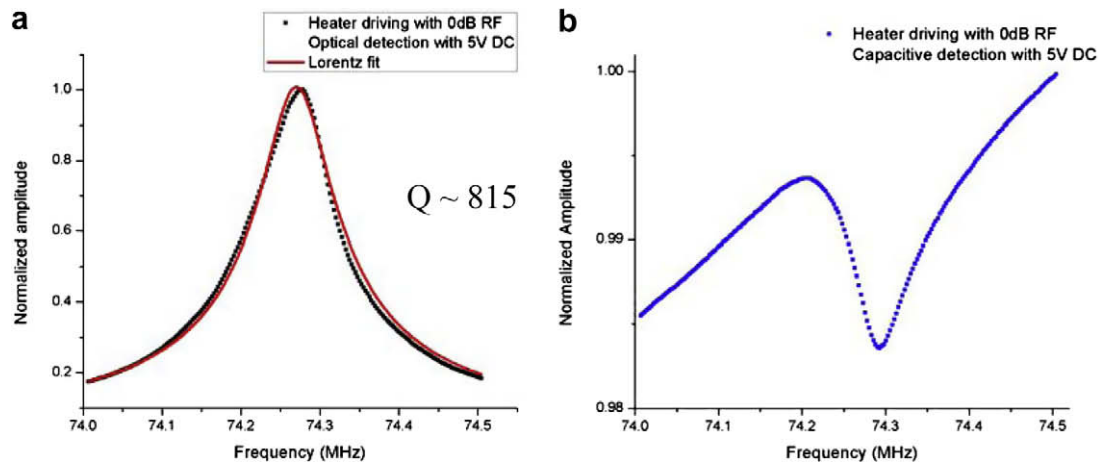 a
Heater driving with 0dB RF
Optical detection with 5V DC
Lorentz fit
1.0
0.8
0.6
0.4
0.2
Normalized amplitude
Q ~ 815
74.0 74.1 74.2 74.3 74.4 74.5
Frequency (MHz)
b
Heater driving with 0dB RF
Capacitive detection with 5V DC
1.00
0.99
0.98
Normalized Amplitude
74.0 74.1 74.2 74.3 74.4 74.5
Frequency (MHz)